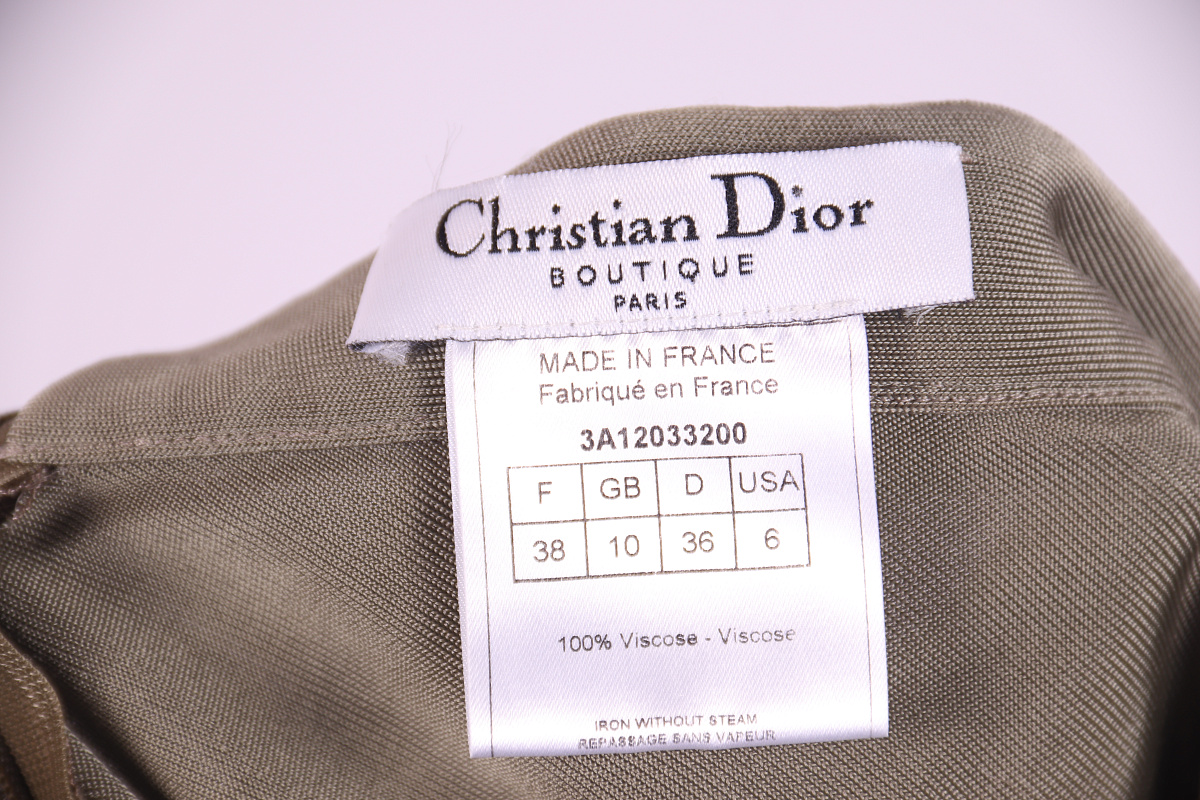 Christian Dior
BOUTIQUE
PARIS
MADE IN FRANCE
Fabriqué en France
3A12033200
F GB D USA
38 10 36 6
100% Viscose - Viscose
IRON WITHOUT STEAM
REPASSAGE SANS VAPEUR